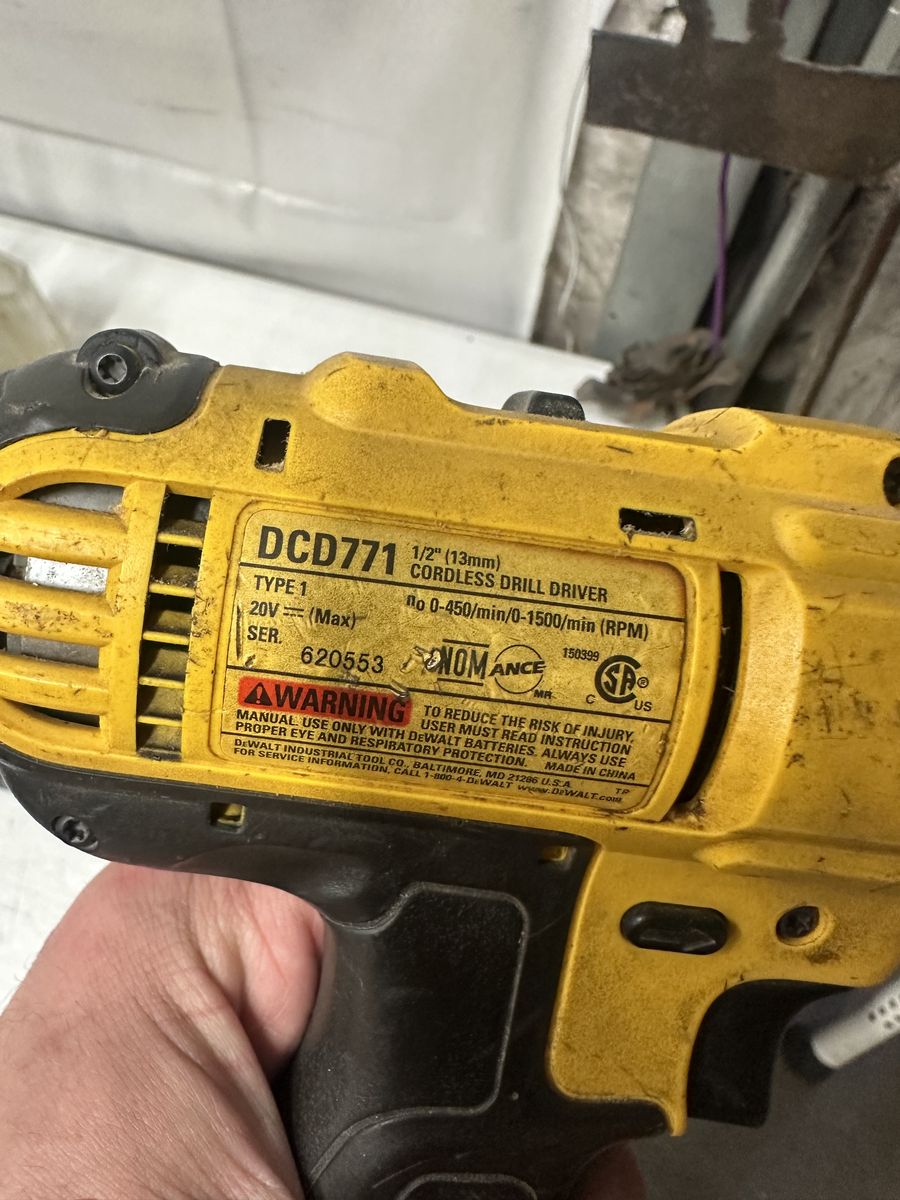 DCD771 1/2" (13mm)
CORDLESS DRILL DRIVER
TYPE 1
20V ⎓ (Max) no 0-450/min/0-1500/min (RPM)
SER.
620553 NOM ANCE MR 150399 C SA® US
⚠WARNING TO REDUCE THE RISK OF INJURY,
USER MUST READ INSTRUCTION
MANUAL. USE ONLY WITH DEWALT BATTERIES. ALWAYS USE
PROPER EYE AND RESPIRATORY PROTECTION. MADE IN CHINA
DEWALT INDUSTRIAL TOOL CO., BALTIMORE, MD 21286 U.S.A TP
FOR SERVICE INFORMATION, CALL 1-800-4-DEWALT www.DEWALT.com